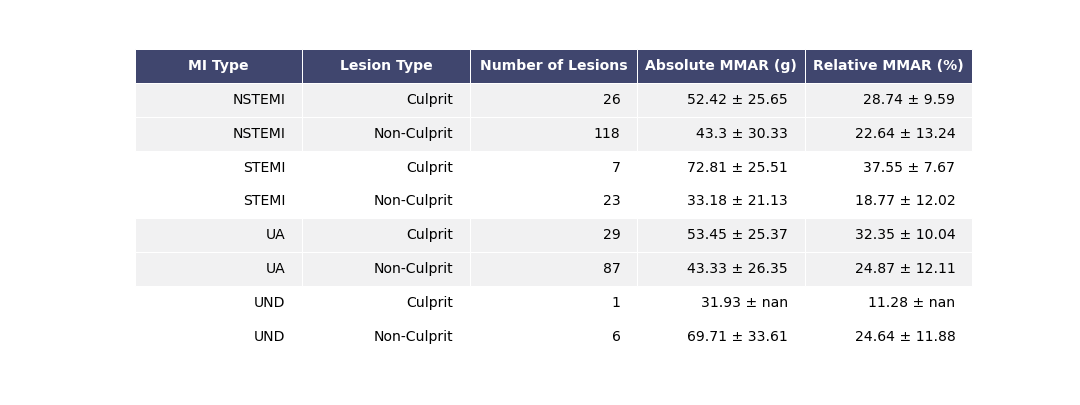 MI Type Lesion Type Number of Lesions Absolute MMAR (g) Relative MMAR (%)
NSTEMI Culprit 26 52.42 ± 25.65 28.74 ± 9.59
NSTEMI Non-Culprit 118 43.3 ± 30.33 22.64 ± 13.24
STEMI Culprit 7 72.81 ± 25.51 37.55 ± 7.67
STEMI Non-Culprit 23 33.18 ± 21.13 18.77 ± 12.02
UA Culprit 29 53.45 ± 25.37 32.35 ± 10.04
UA Non-Culprit 87 43.33 ± 26.35 24.87 ± 12.11
UND Culprit 1 31.93 ± nan 11.28 ± nan
UND Non-Culprit 6 69.71 ± 33.61 24.64 ± 11.88